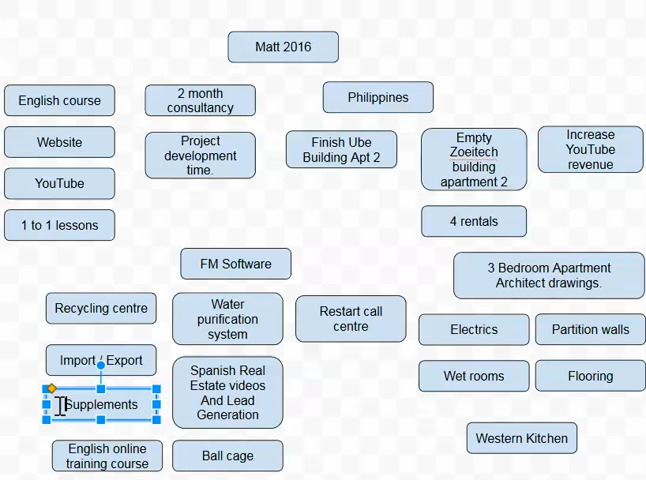 Matt 2016
English course
2 month
consultancy
Philippines
Website
Project
development
time.
Finish Ube
Building Apt 2
Empty
Zoeitech
building
apartment 2
Increase
YouTube
revenue
YouTube
1 to 1 lessons
4 rentals
FM Software
3 Bedroom Apartment
Architect drawings.
Recycling centre
Water
purification
system
Restart call
centre
Electrics
Partition walls
Import / Export
Spanish Real
Estate videos
And Lead
Generation
Wet rooms
Flooring
Supplements
English online
training course
Ball cage
Western Kitchen